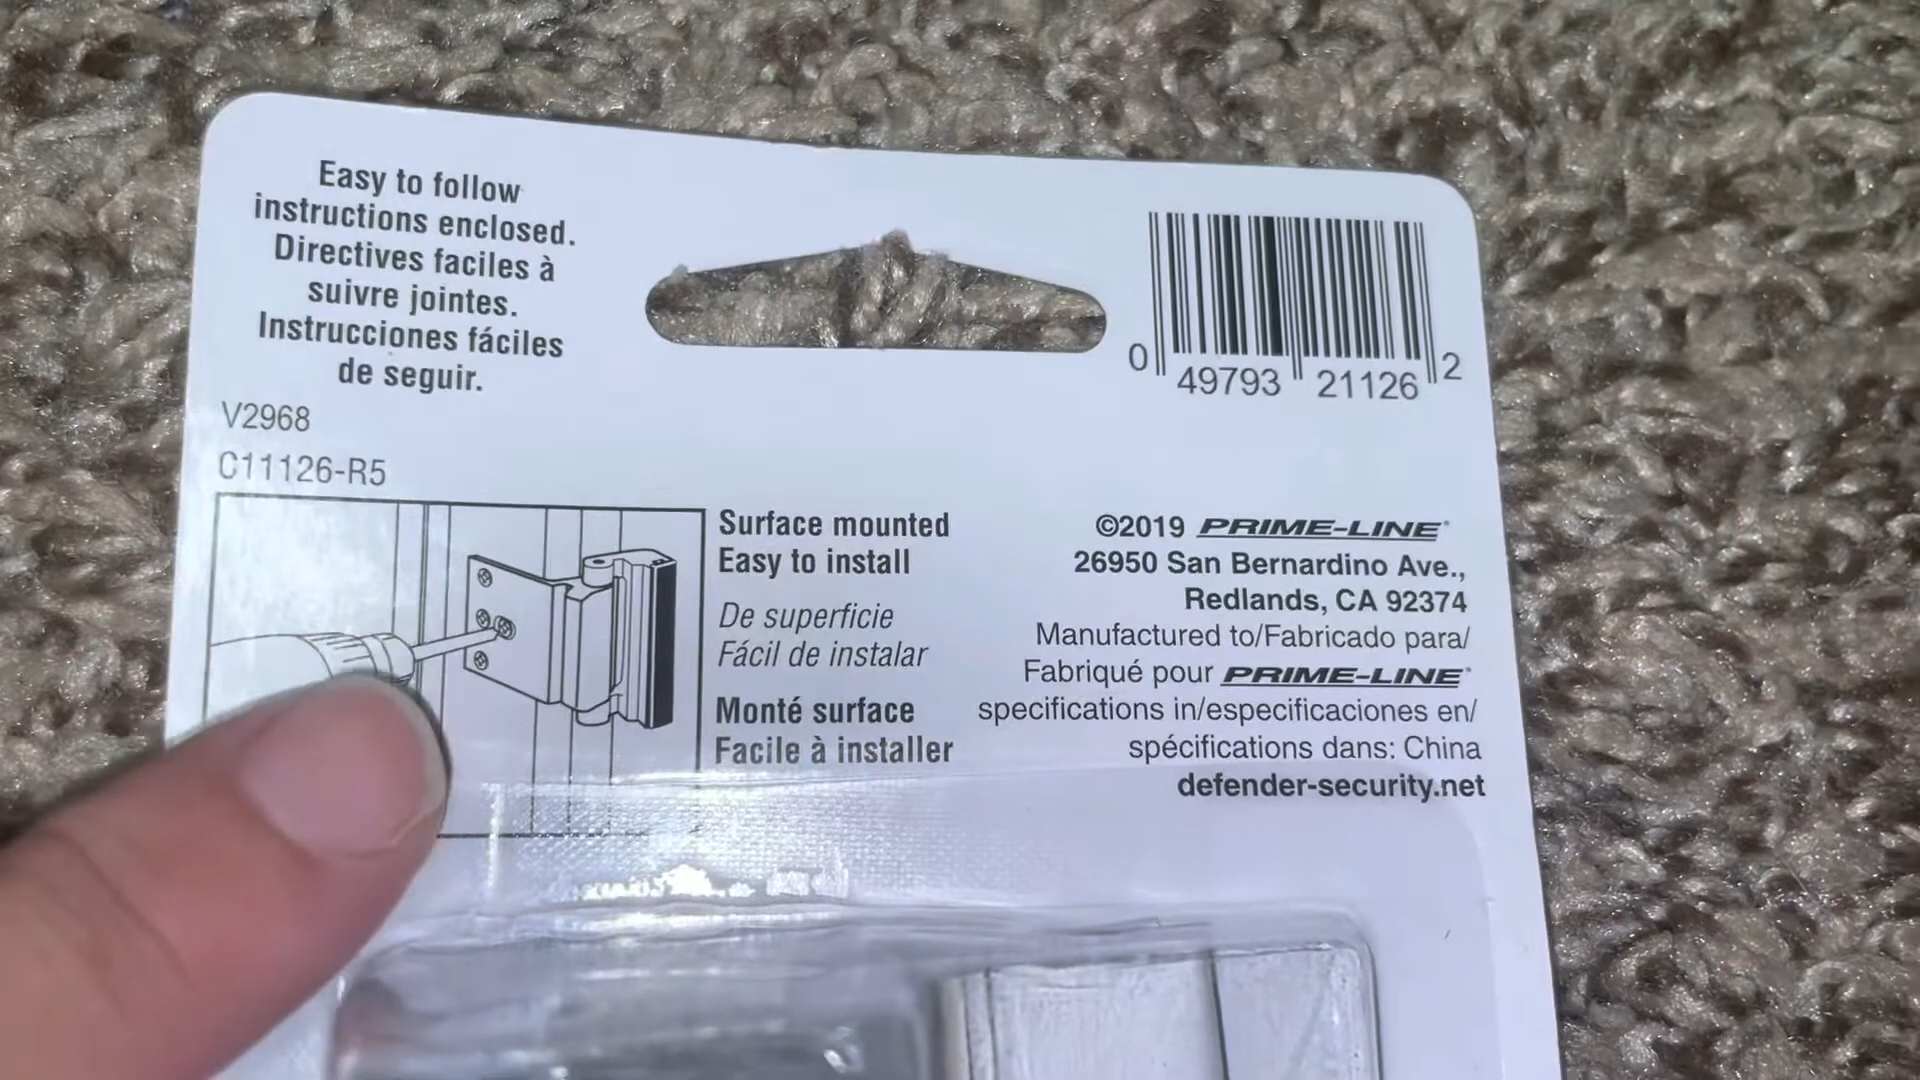 Easy to follow
instructions enclosed.
Directives faciles à
suivre jointes.
Instrucciones fáciles
de seguir.
V2968
C11126-R5
0 49793 21126 2
Surface mounted
Easy to install
De superficie
Fácil de instalar
Monté surface
Facile à installer
©2019 PRIME-LINE®
26950 San Bernardino Ave.,
Redlands, CA 92374
Manufactured to/Fabricado para/
Fabriqué pour PRIME-LINE®
specifications in/especificaciones en/
spécifications dans: China
defender-security.net